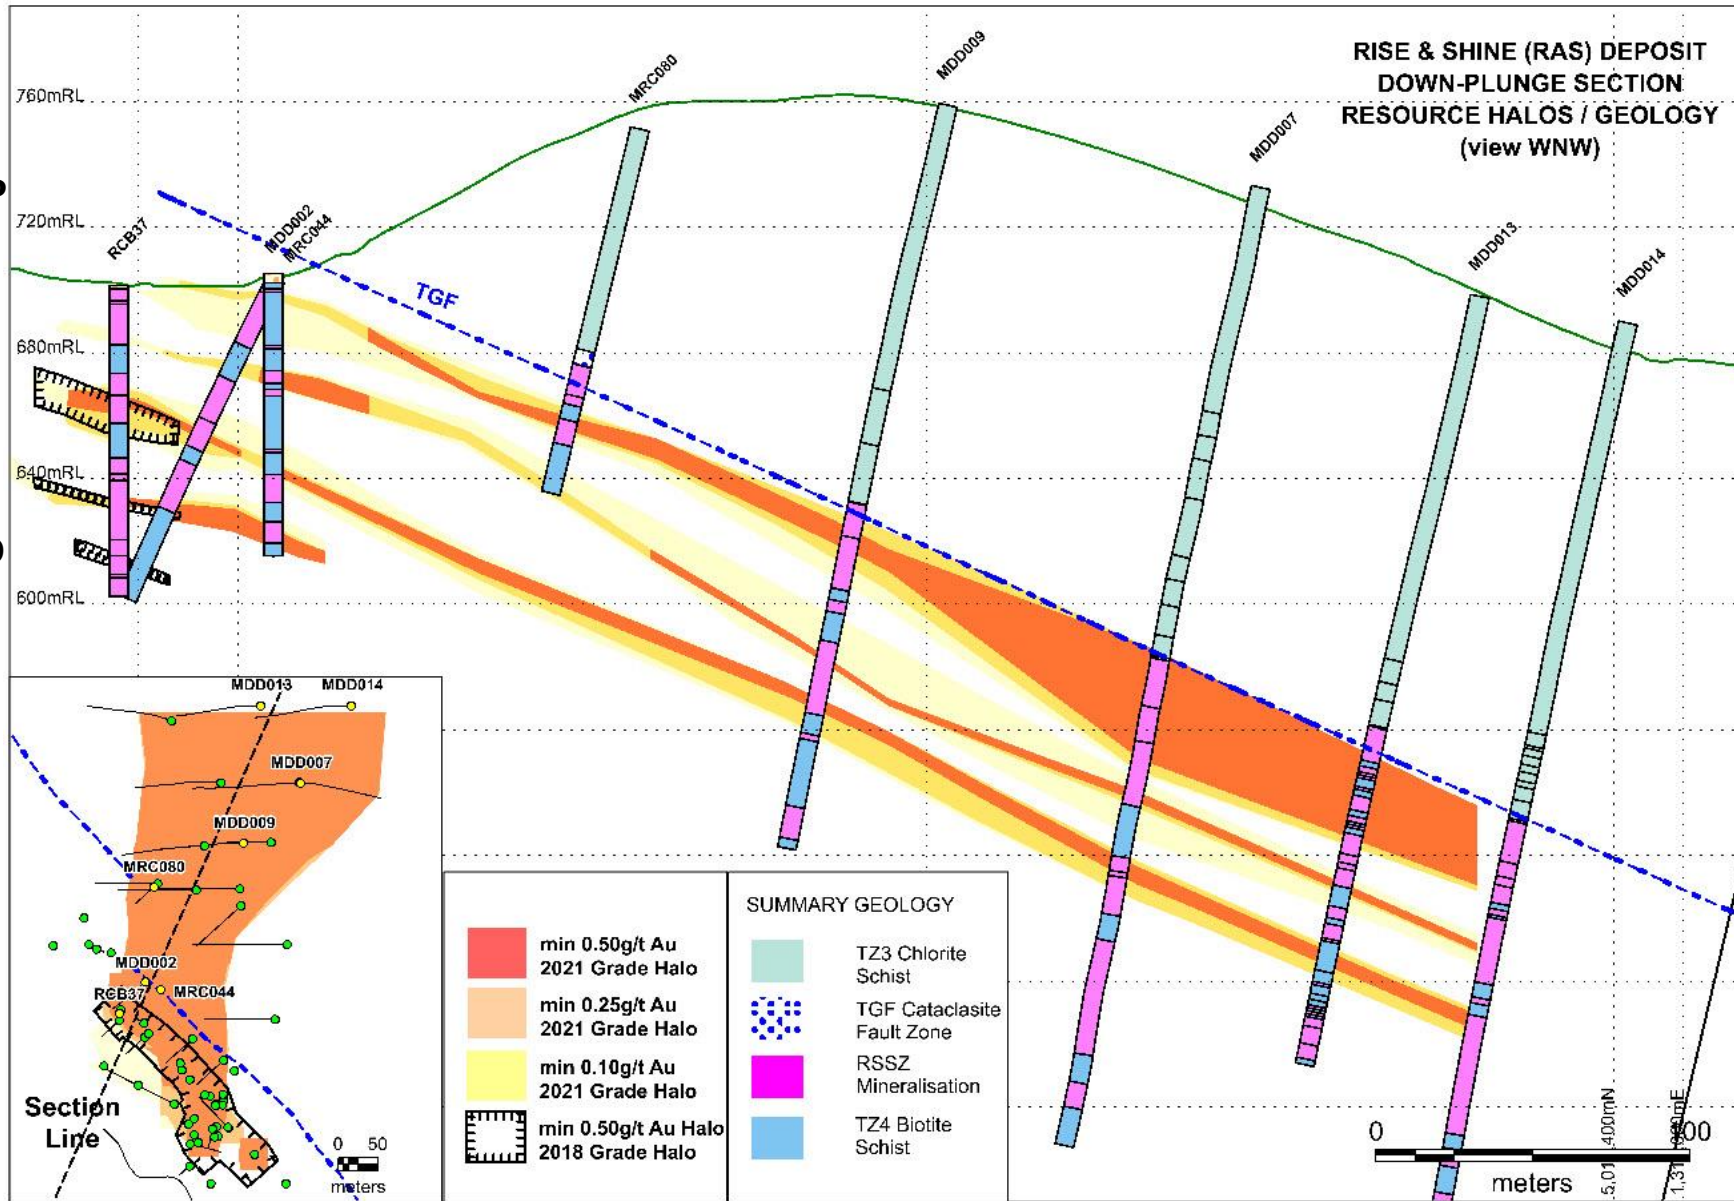 RISE & SHINE (RAS) DEPOSIT
DOWN-PLUNGE SECTION
RESOURCE HALOS / GEOLOGY
(view WNW)
MRC080
MDD009
MDD007
MDD013
MDD014
RCB37
MDD002
MRC044
760mRL
720mRL
680mRL
640mRL
600mRL
TGF
MDD013
MDD014
MDD007
MDD009
MRC080
MDD002
RCB37
MRC044
Section
Line
0 50
meters
min 0.50g/t Au
2021 Grade Halo
min 0.25g/t Au
2021 Grade Halo
min 0.10g/t Au
2021 Grade Halo
min 0.50g/t Au Halo
2018 Grade Halo
SUMMARY GEOLOGY
TZ3 Chlorite
Schist
TGF Cataclasite
Fault Zone
RSSZ
Mineralisation
TZ4 Biotite
Schist
0
meters